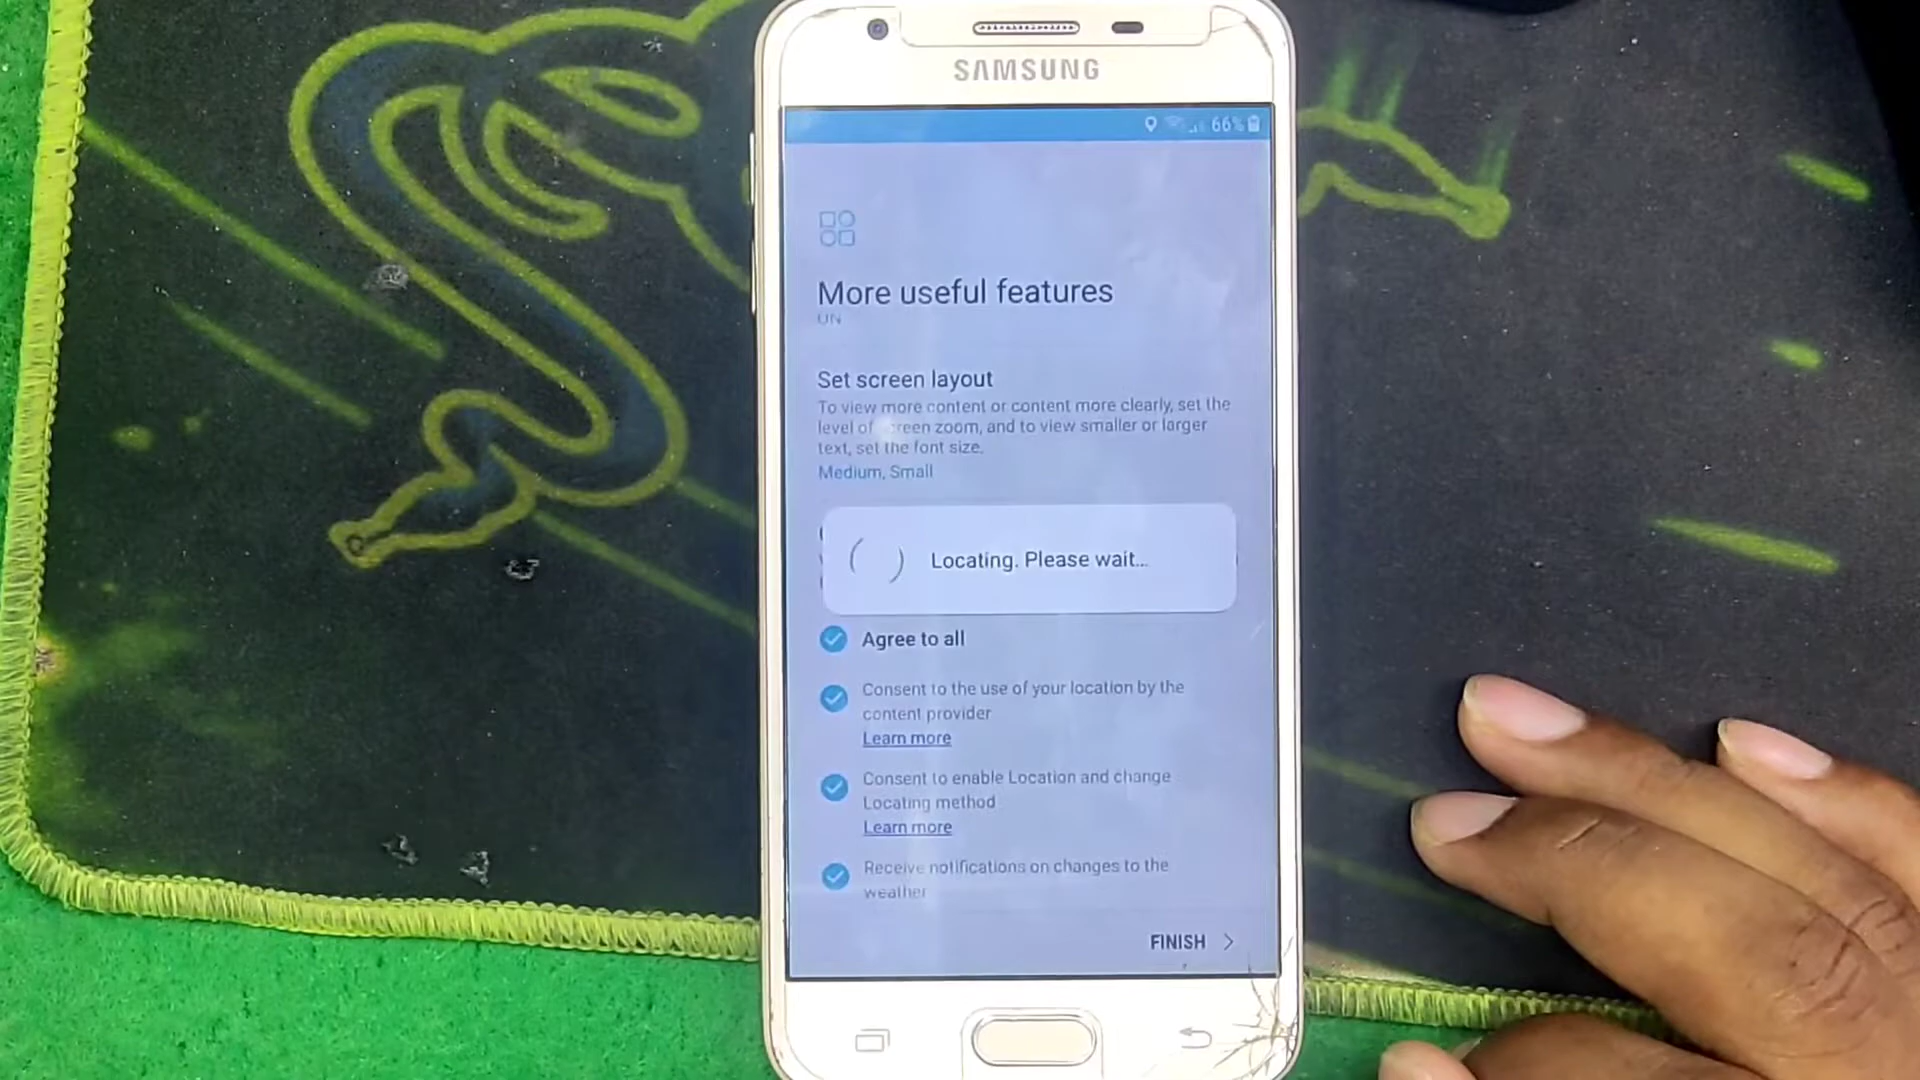 SAMSUNG
66%
More useful features
ON
Set screen layout
To view more content or content more clearly, set the
level of screen zoom, and to view smaller or larger
text, set the font size.
Medium, Small
Locating. Please wait...
Agree to all
Consent to the use of your location by the
content provider
Learn more
Consent to enable Location and change
Locating method
Learn more
Receive notifications on changes to the
weather
FINISH